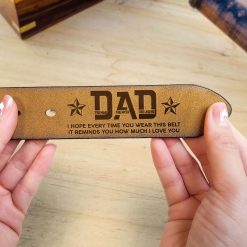 DAD
I HOPE EVERY TIME YOU WEAR THIS BELT
IT REMINDS YOU HOW MUCH I LOVE YOU